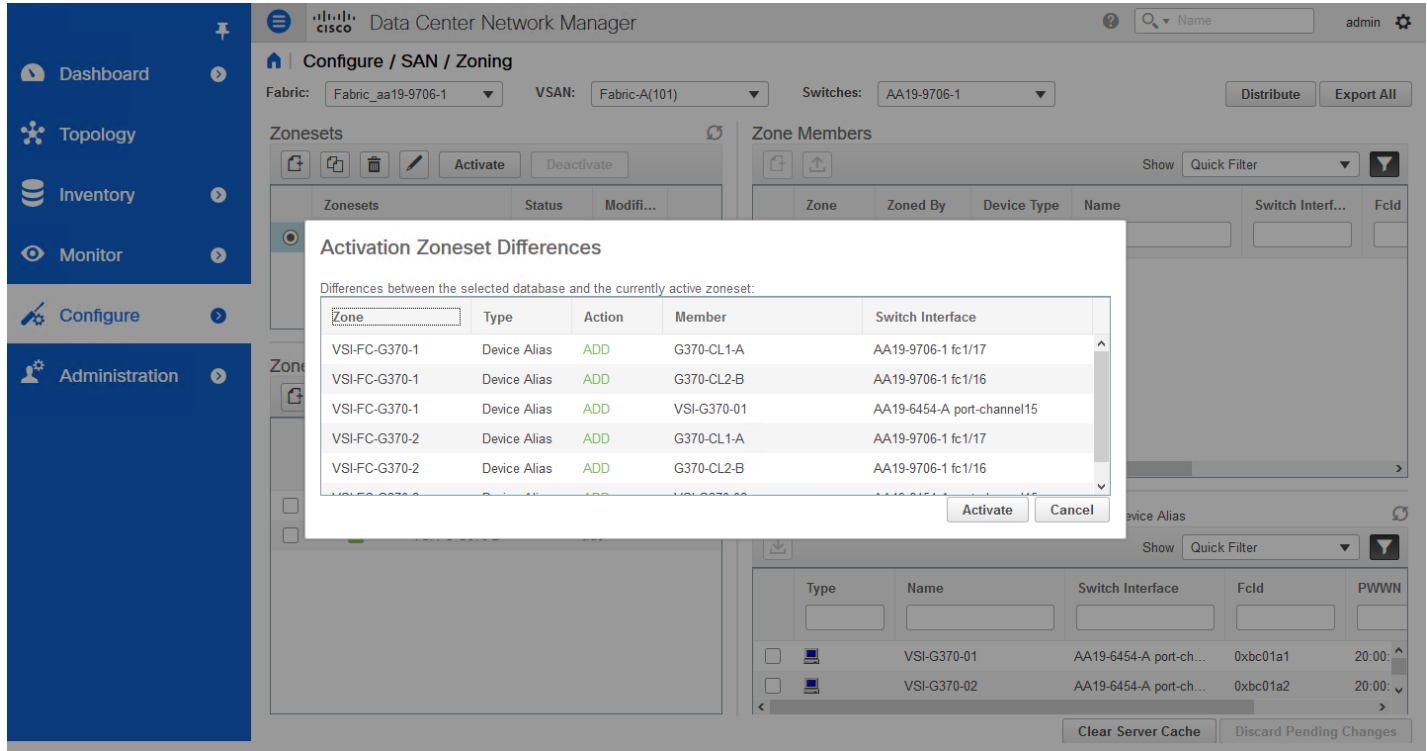 cisco Data Center Network Manager
Name
admin
Dashboard
Topology
Inventory
Monitor
Configure
Administration
Configure / SAN / Zoning
Fabric: Fabric_aa19-9706-1 VSAN: Fabric-A(101) Switches: AA19-9706-1 Distribute Export All
Zonesets
Activate Deactivate
Zonesets Status Modifi...
Zone Members
Show Quick Filter
Zone Zoned By Device Type Name Switch Interf... FcId
Activation Zoneset Differences
Differences between the selected database and the currently active zoneset:
Zone Type Action Member Switch Interface
VSI-FC-G370-1 Device Alias ADD G370-CL1-A AA19-9706-1 fc1/17
VSI-FC-G370-1 Device Alias ADD G370-CL2-B AA19-9706-1 fc1/16
VSI-FC-G370-1 Device Alias ADD VSI-G370-01 AA19-6454-A port-channel15
VSI-FC-G370-2 Device Alias ADD G370-CL1-A AA19-9706-1 fc1/17
VSI-FC-G370-2 Device Alias ADD G370-CL2-B AA19-9706-1 fc1/16
Activate Cancel
Zone
Alias
Show Quick Filter
Type Name Switch Interface FcId PWWN
VSI-G370-01 AA19-6454-A port-ch... 0xbc01a1 20:00:
VSI-G370-02 AA19-6454-A port-ch... 0xbc01a2 20:00:
Clear Server Cache Discard Pending Changes